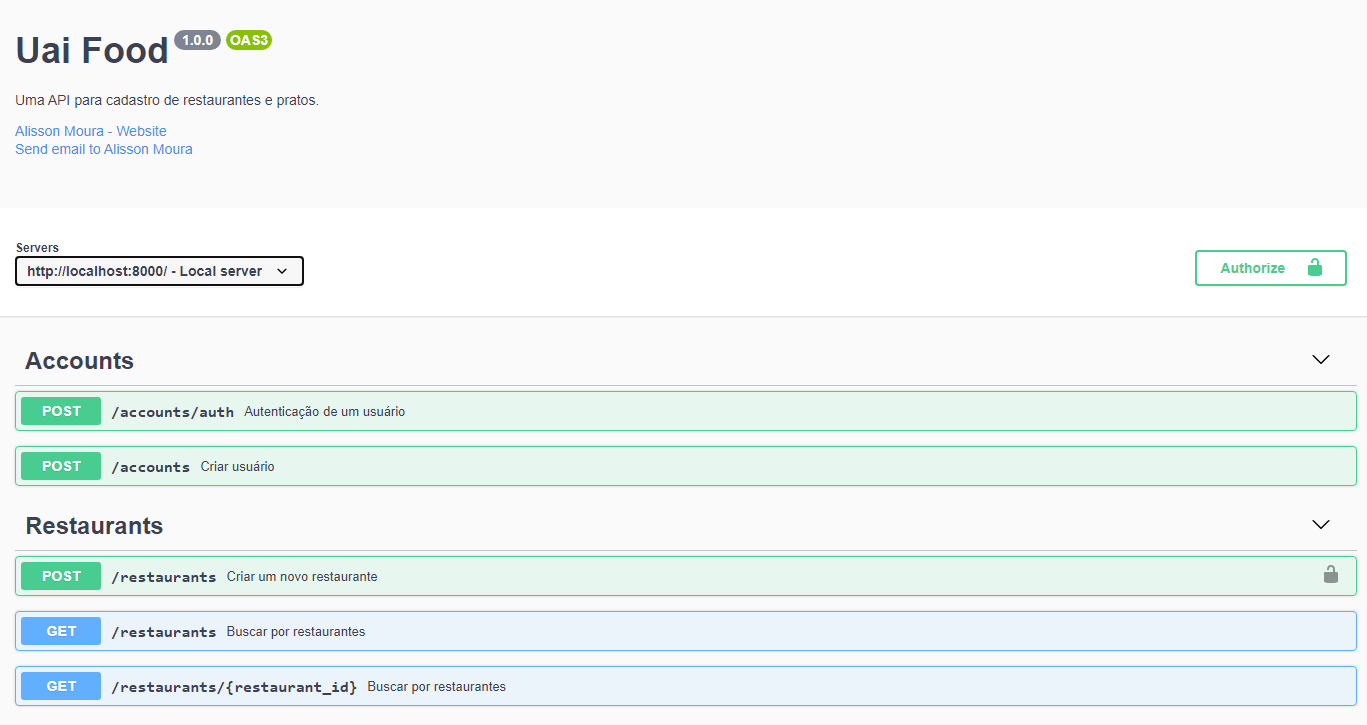 Uai Food 1.0.0 OAS3
Uma API para cadastro de restaurantes e pratos.
Alisson Moura - Website
Send email to Alisson Moura
Servers
http://localhost:8000/ - Local server
Authorize
Accounts
POST /accounts/auth Autenticação de um usuário
POST /accounts Criar usuário
Restaurants
POST /restaurants Criar um novo restaurante
GET /restaurants Buscar por restaurantes
GET /restaurants/{restaurant_id} Buscar por restaurantes